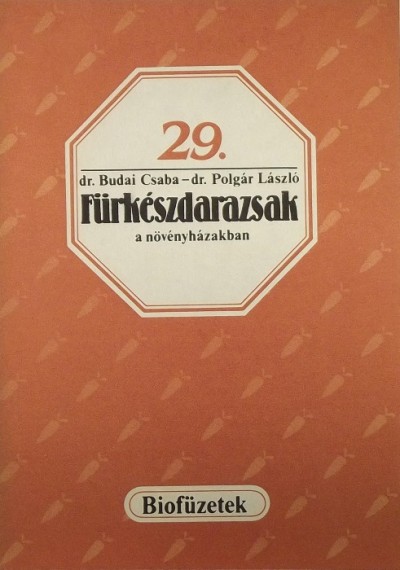 29.
dr. Budai Csaba – dr. Polgár László
Fürkészdarazsak
a növényházakban
Biofüzetek